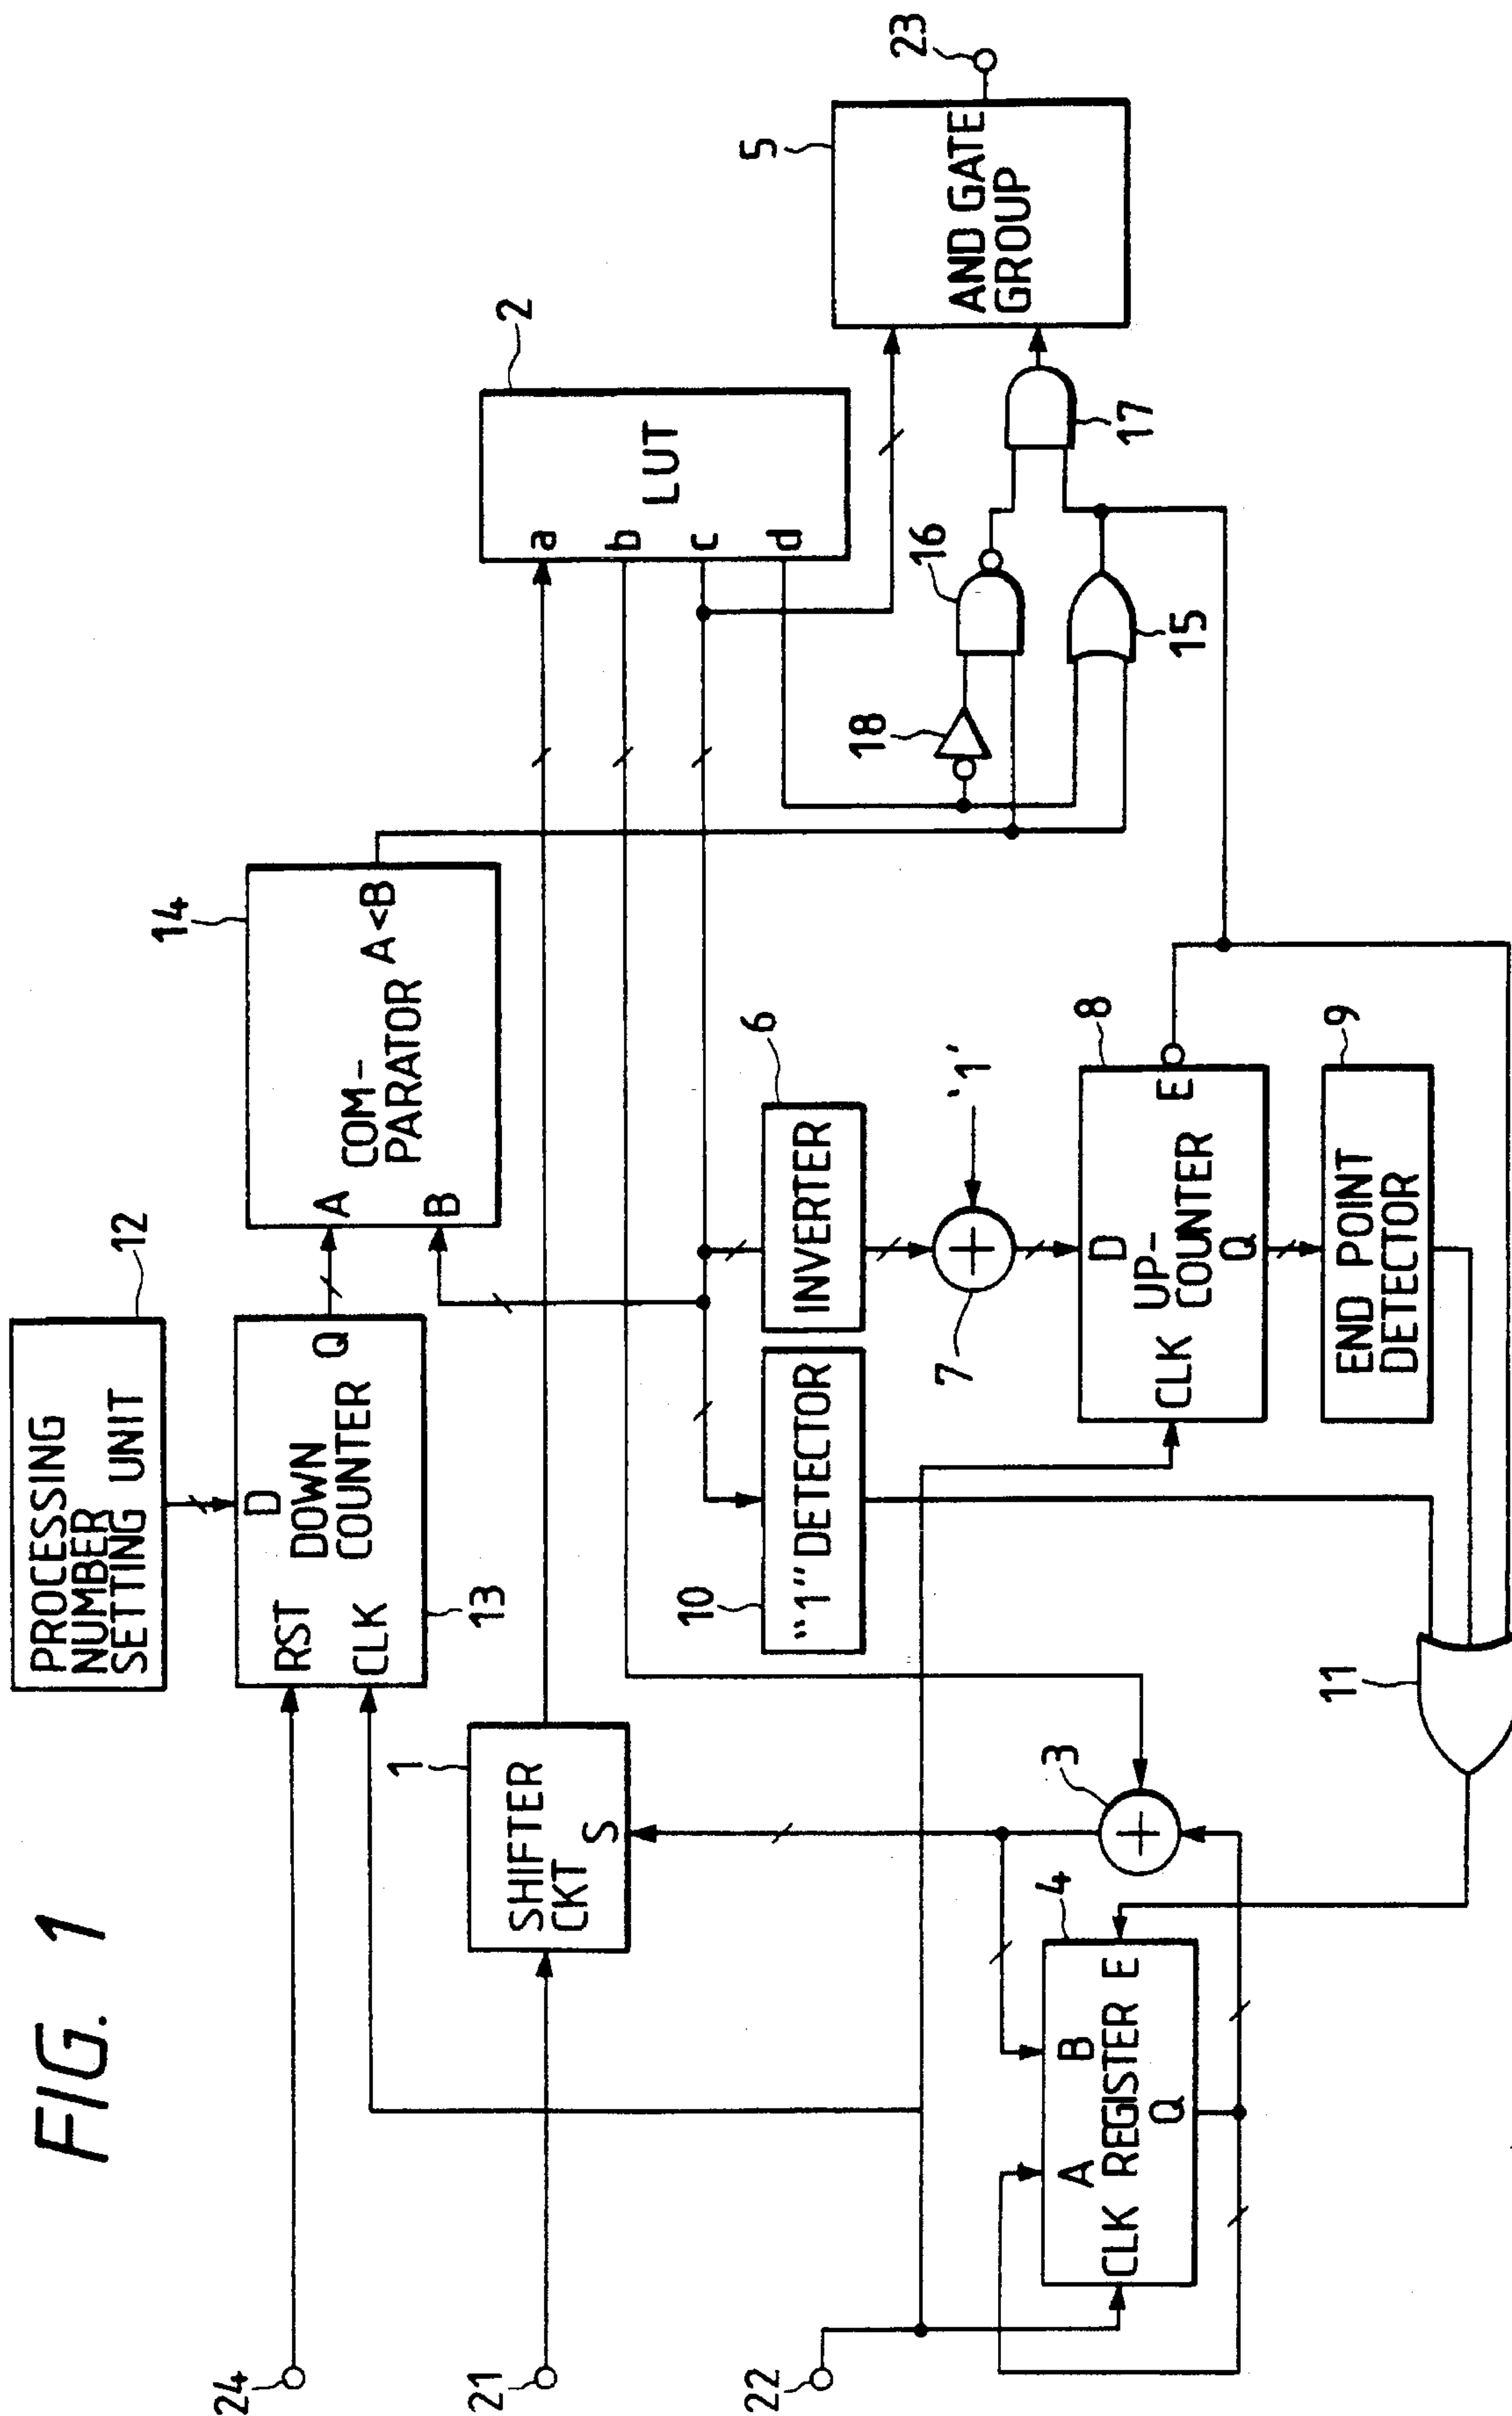 FIG. 1
24
21
22
PROCESSING
NUMBER
SETTING UNIT
12
RST
D
DOWN
COUNTER
CLK
Q
13
A
B
COM-
PARATOR
A<B
14
1
SHIFTER
CKT
S
a
b
c
d
LUT
2
10
"1" DETECTOR
INVERTER
6
7
'1'
D
UP-
COUNTER
CLK
Q
E
8
END POINT
DETECTOR
9
11
3
4
A
B
CLK REGISTER E
Q
18
16
15
17
5
AND GATE
GROUP
23